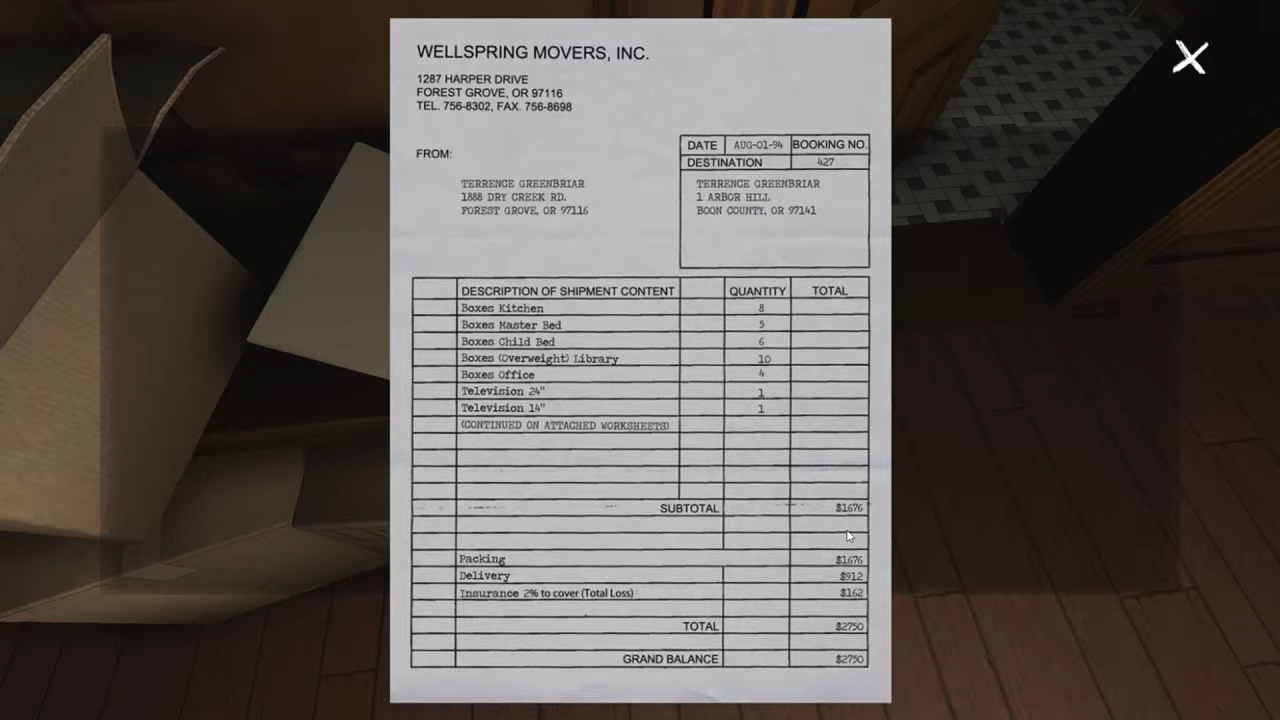 WELLSPRING MOVERS, INC.
1287 HARPER DRIVE
FOREST GROVE, OR 97116
TEL. 756-8302, FAX. 756-8698
FROM:
TERRENCE GREENBRIAR
1888 DRY CREEK RD.
FOREST GROVE, OR 97116
DATE AUG-01-94 BOOKING NO.
DESTINATION 427
TERRENCE GREENBRIAR
1 ARBOR HILL
BOON COUNTY, OR 97141
DESCRIPTION OF SHIPMENT CONTENT QUANTITY TOTAL
Boxes Kitchen 8
Boxes Master Bed 5
Boxes Child Bed 6
Boxes (Overweight) Library 10
Boxes Office 4
Television 24" 1
Television 14" 1
(CONTINUED ON ATTACHED WORKSHEETS)
SUBTOTAL $1676
Packing $1676
Delivery $912
Insurance 2% to cover (Total Loss) $162
TOTAL $2750
GRAND BALANCE $2750